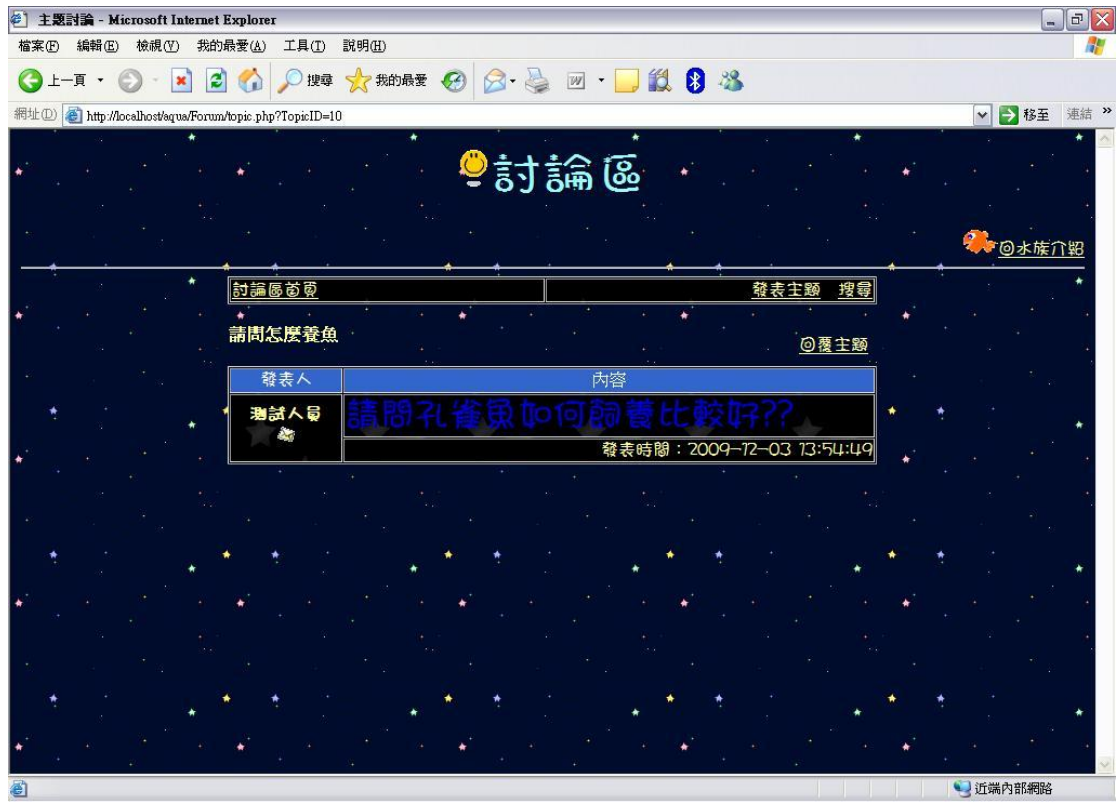 主題討論 - Microsoft Internet Explorer
檔案(F) 編輯(E) 檢視(V) 我的最愛(A) 工具(T) 說明(H)
上一頁 搜尋 我的最愛
網址(D) http://localhost/aqua/Forum/topic.php?TopicID=10 移至 連結 »
討論區
回水族介紹
討論區首頁 發表主題 搜尋
請問怎麼養魚
回覆主題
發表人 內容
測試人員 請問孔雀魚如何飼養比較好??
發表時間：2009-12-03 13:54:49
近端內部網路